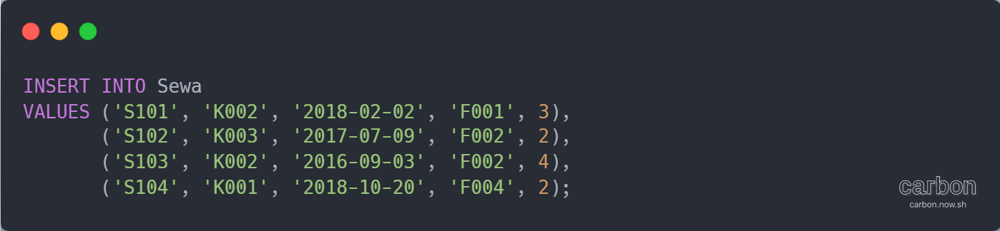 INSERT INTO Sewa
VALUES ('S101', 'K002', '2018-02-02', 'F001', 3),
       ('S102', 'K003', '2017-07-09', 'F002', 2),
       ('S103', 'K002', '2016-09-03', 'F002', 4),
       ('S104', 'K001', '2018-10-20', 'F004', 2);
carbon
carbon.now.sh